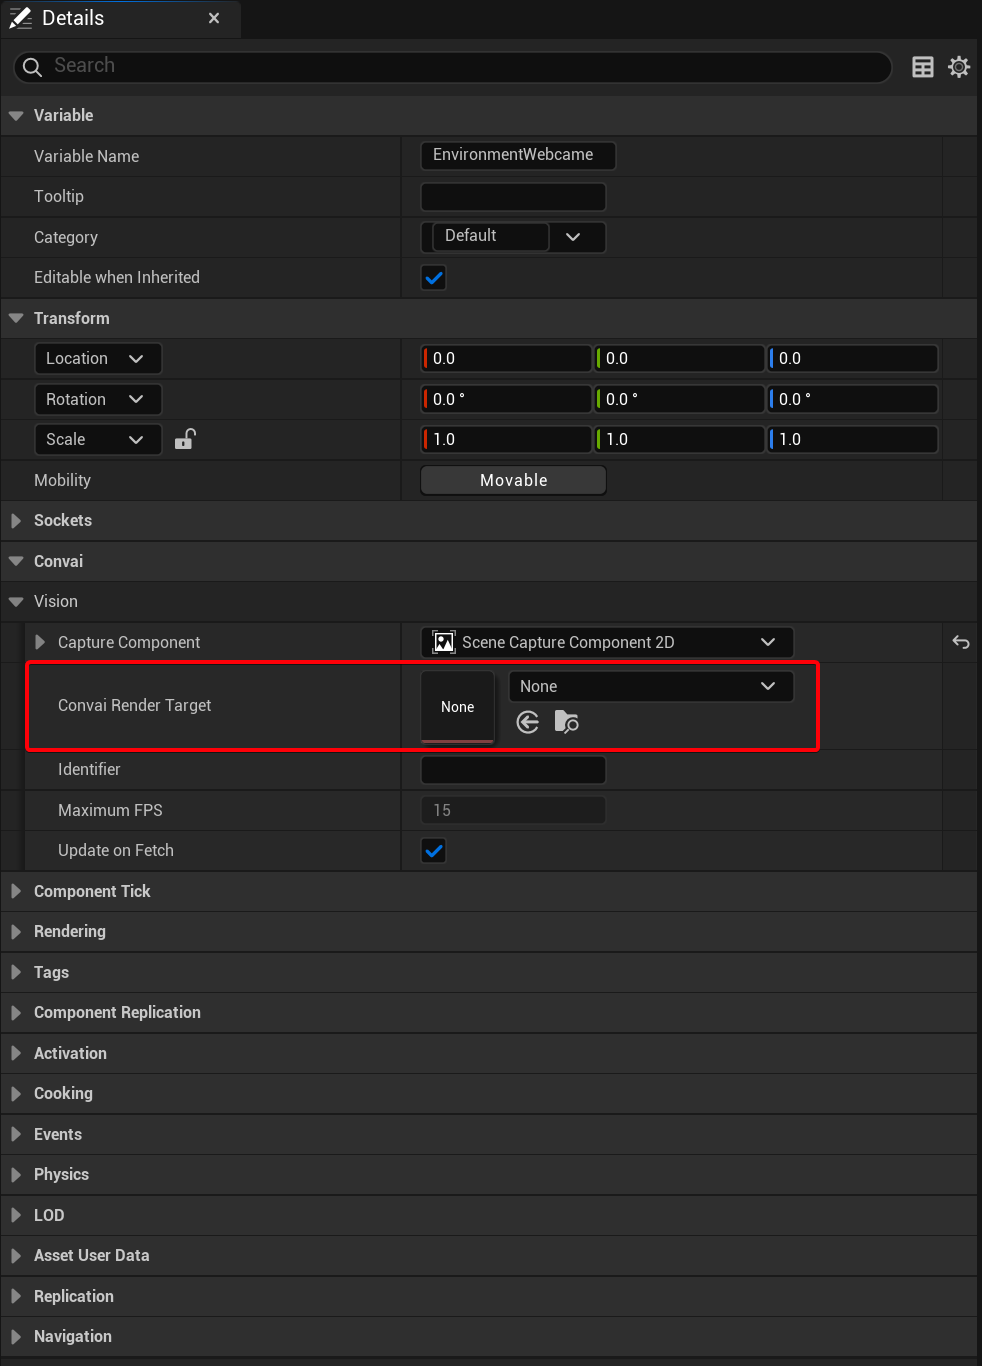 Details
Search
Variable
Variable Name EnvironmentWebcame
Tooltip
Category Default
Editable when Inherited
Transform
Location 0.0 0.0 0.0
Rotation 0.0 ° 0.0 ° 0.0 °
Scale 1.0 1.0 1.0
Mobility Movable
Sockets
Convai
Vision
Capture Component Scene Capture Component 2D
Convai Render Target None None
Identifier
Maximum FPS 15
Update on Fetch
Component Tick
Rendering
Tags
Component Replication
Activation
Cooking
Events
Physics
LOD
Asset User Data
Replication
Navigation